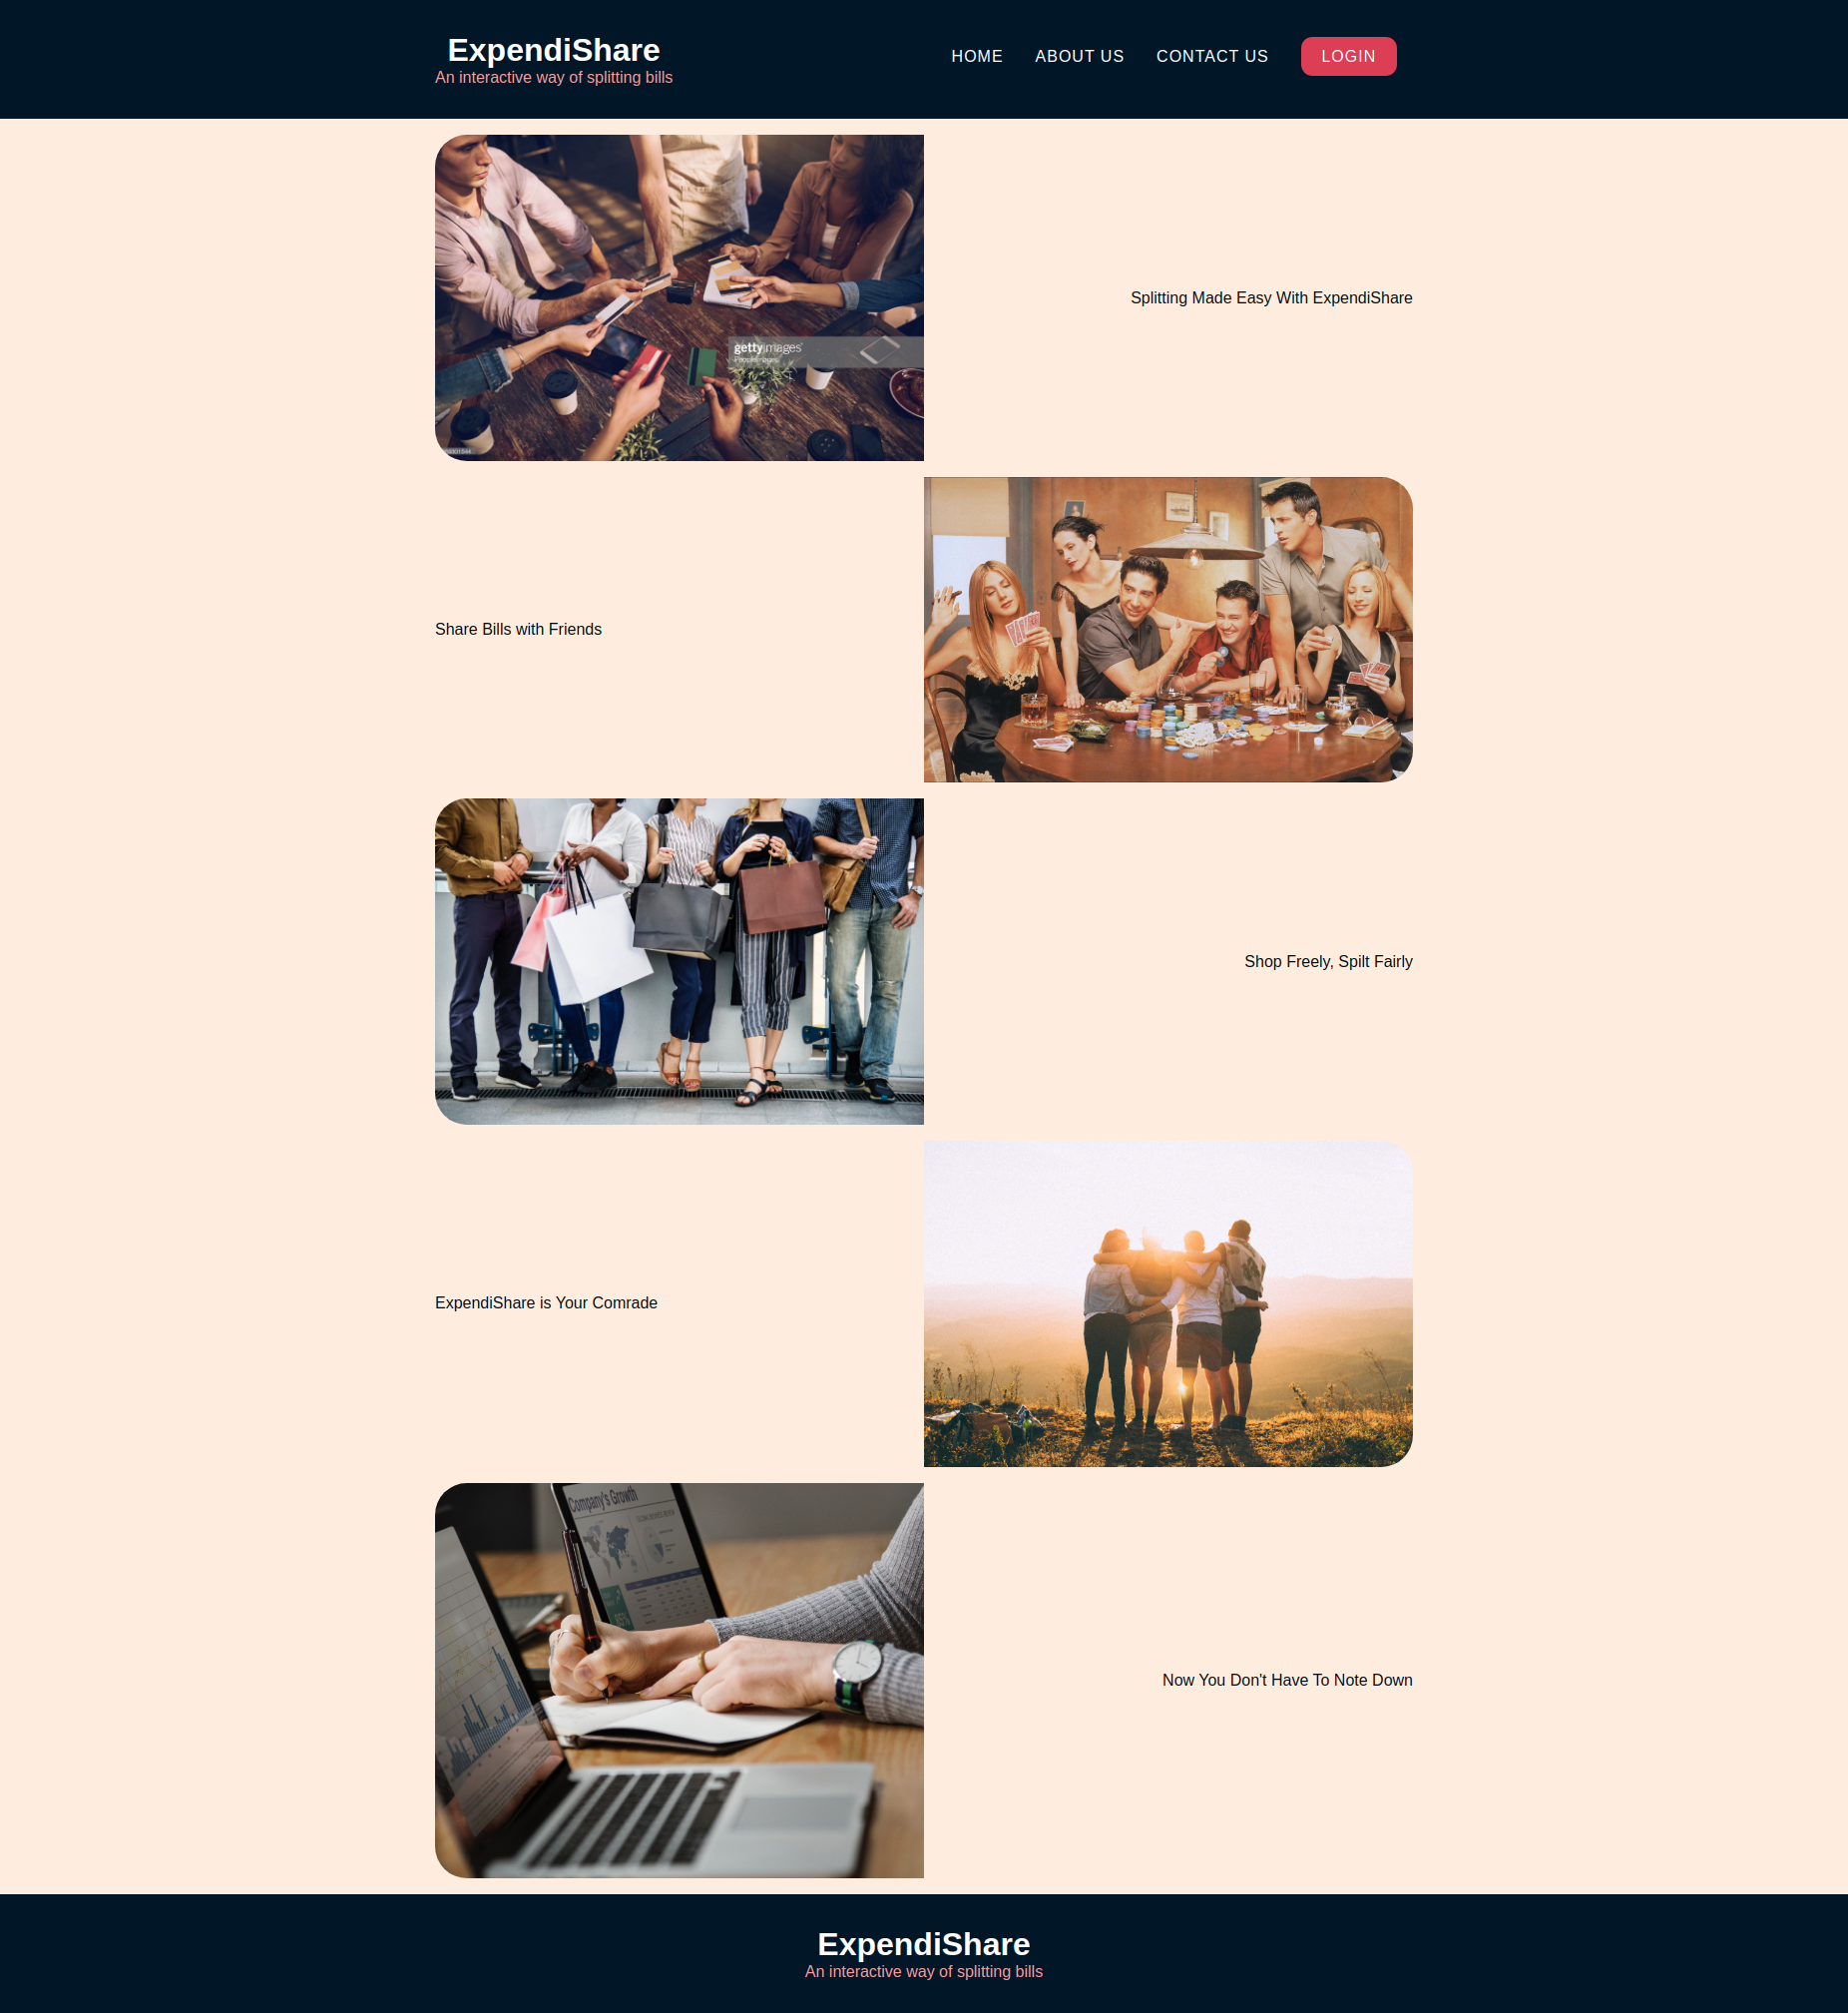 ExpendiShare
An interactive way of splitting bills
HOME ABOUT US CONTACT US LOGIN
gettyimages
Splitting Made Easy With ExpendiShare
Share Bills with Friends
Shop Freely, Spilt Fairly
ExpendiShare is Your Comrade
Company's Growth
Now You Don't Have To Note Down
ExpendiShare
An interactive way of splitting bills